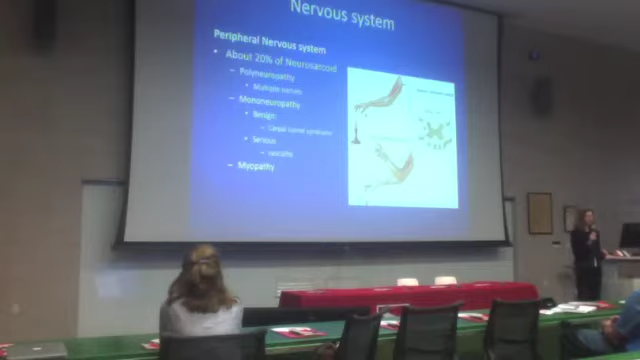 Nervous system
Peripheral Nervous system
• About 20% of Neurosarcoid
– Polyneuropathy
• Multiple nerves
– Mononeuropathy
• Benign
– Carpal tunnel syndrome
• Serious
– vasculitis
– Myopathy